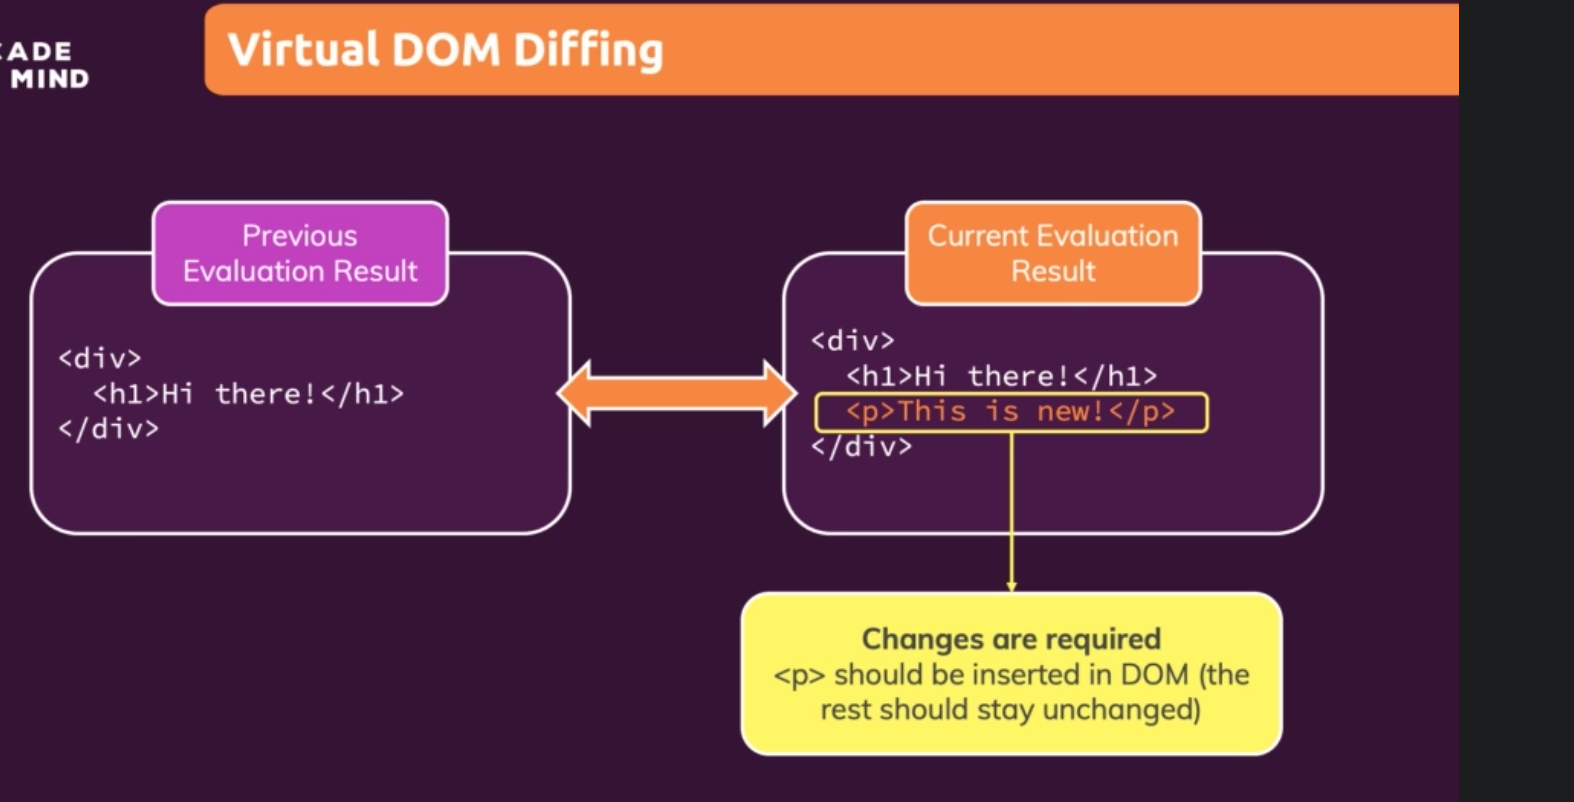 MIND
Virtual DOM Diffing
Previous
Evaluation Result
<div>
<h1>Hi there!</h1>
</div>
Current Evaluation
Result
<div>
<h1>Hi there!</h1>
<p>This is new!</p>
</div>
Changes are required
<p> should be inserted in DOM (the
rest should stay unchanged)